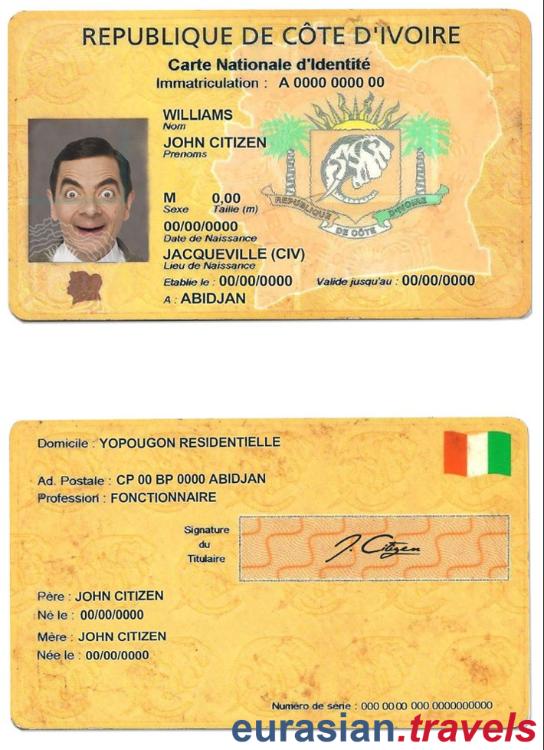 REPUBLIQUE DE CÔTE D'IVOIRE
Carte Nationale d'Identité
Immatriculation : A 0000 0000 00
WILLIAMS
Nom
JOHN CITIZEN
Prenoms
M 0,00
Sexe Taille (m)
00/00/0000
Date de Naissance
JACQUEVILLE (CIV)
Lieu de Naissance
Etablie le : 00/00/0000 Valide jusqu'au : 00/00/0000
A : ABIDJAN
REPUBLIQUE DE CÔTE D'IVOIRE
Domicile : YOPOUGON RESIDENTIELLE
Ad. Postale : CP 00 BP 0000 ABIDJAN
Profession : FONCTIONNAIRE
Signature
du
Titulaire
J. Citizen
Père : JOHN CITIZEN
Né le : 00/00/0000
Mère : JOHN CITIZEN
Née le : 00/00/0000
Numéro de série : 000 00 00 000 0000000000
eurasian.travels